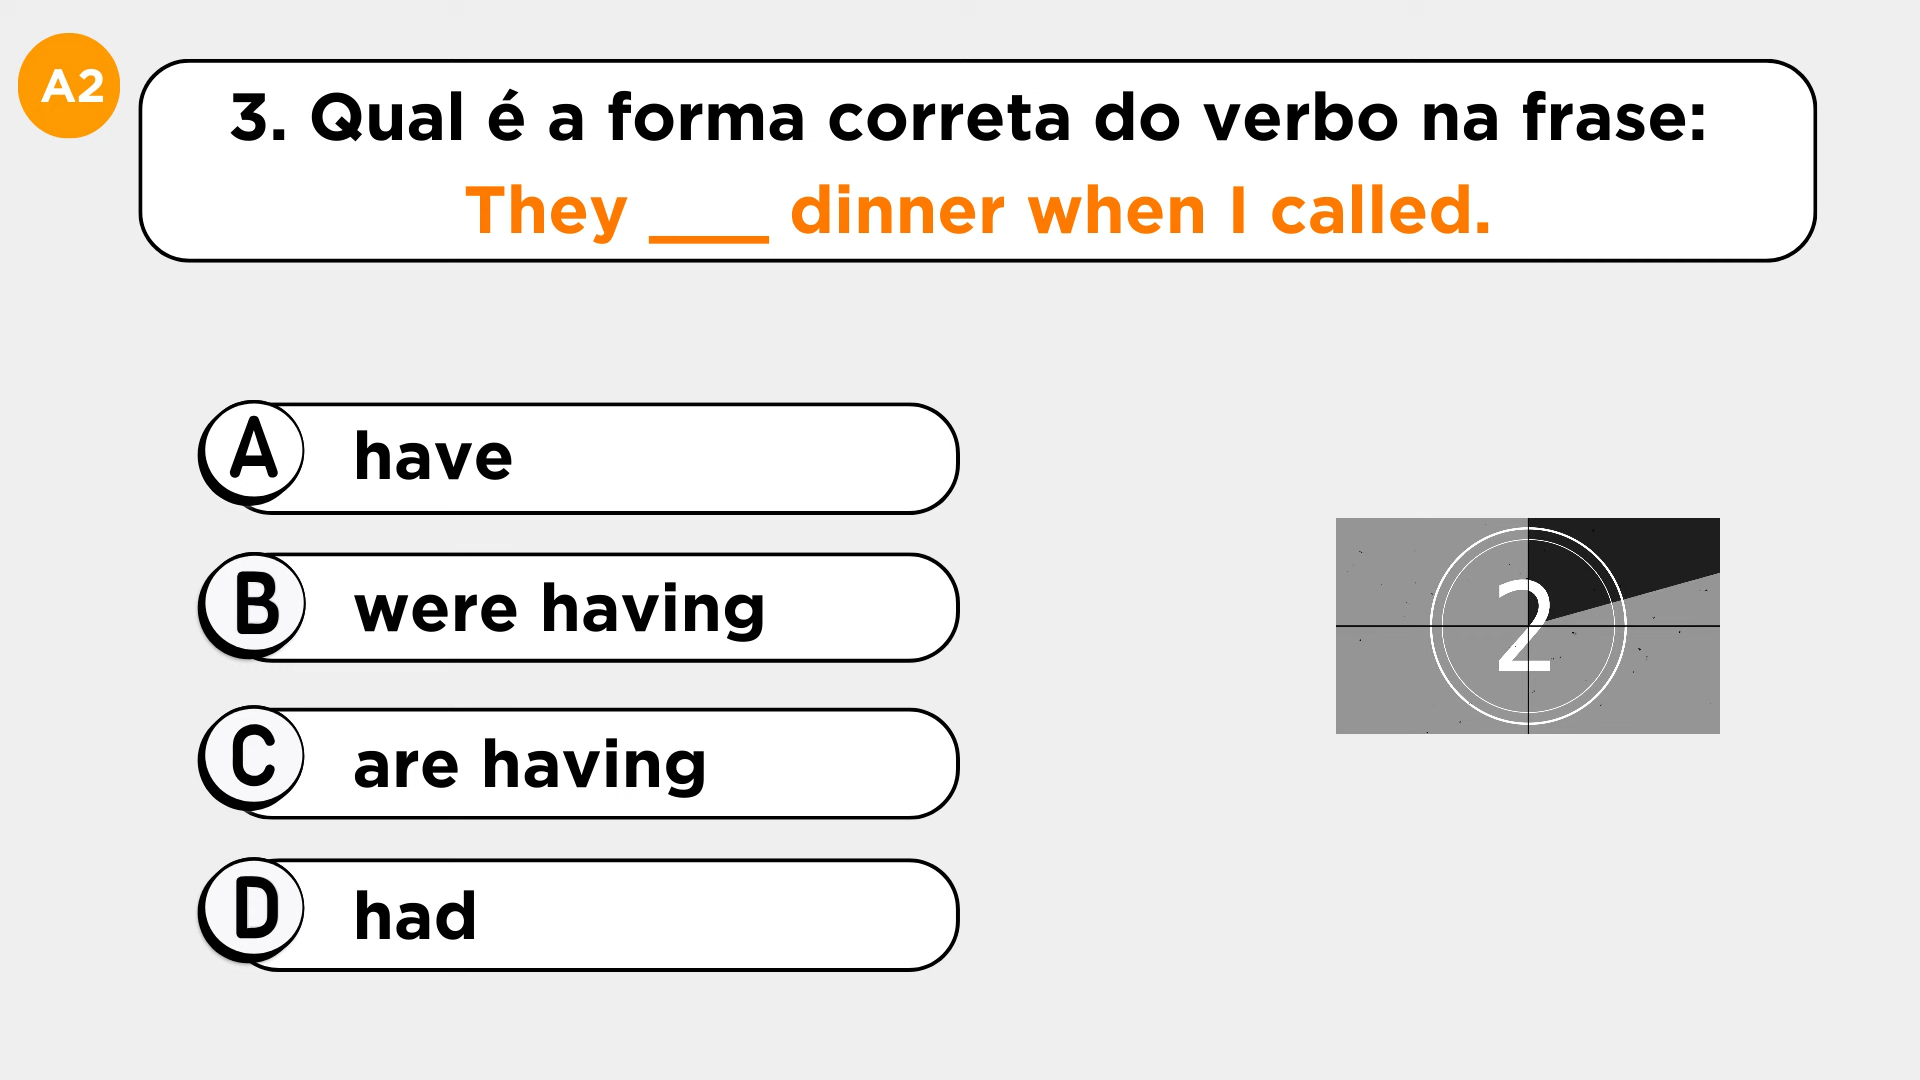 A2
3. Qual é a forma correta do verbo na frase:
They ___ dinner when I called.
A have
B were having
2
C are having
D had